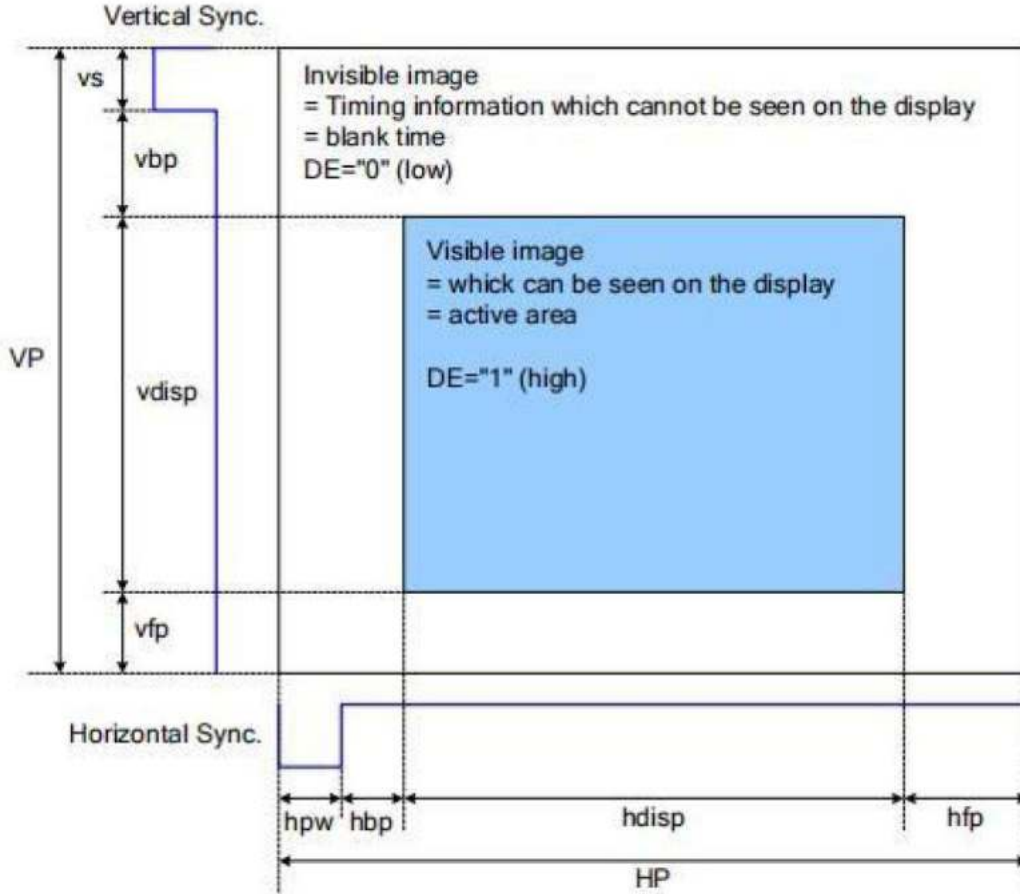 Vertical Sync.
vs
Invisible image
= Timing information which cannot be seen on the display
= blank time
DE="0" (low)
vbp
Visible image
= whick can be seen on the display
= active area
DE="1" (high)
VP
vdisp
vfp
Horizontal Sync.
hpw hbp hdisp hfp
HP